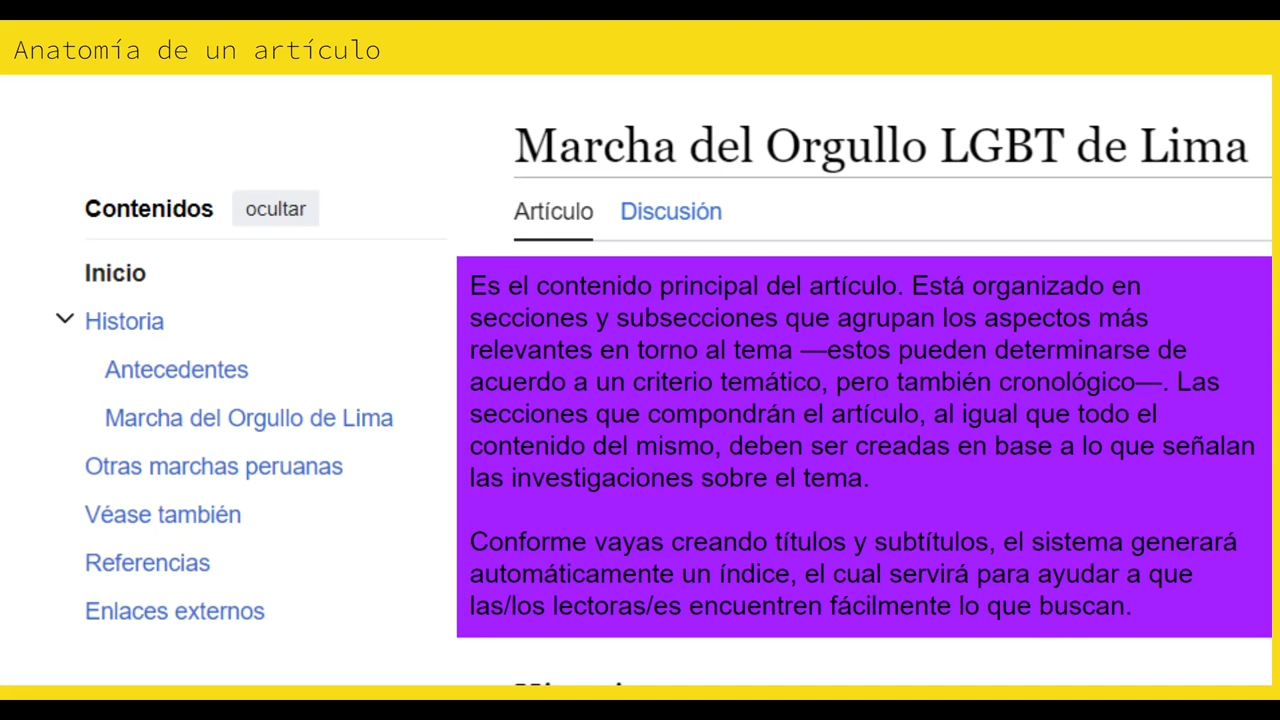 Anatomía de un artículo
Marcha del Orgullo LGBT de Lima
Contenidos ocultar
Artículo Discusión
Inicio
Historia
Antecedentes
Marcha del Orgullo de Lima
Otras marchas peruanas
Véase también
Referencias
Enlaces externos
Es el contenido principal del artículo. Está organizado en
secciones y subsecciones que agrupan los aspectos más
relevantes en torno al tema —estos pueden determinarse de
acuerdo a un criterio temático, pero también cronológico—. Las
secciones que compondrán el artículo, al igual que todo el
contenido del mismo, deben ser creadas en base a lo que señalan
las investigaciones sobre el tema.
Conforme vayas creando títulos y subtítulos, el sistema generará
automáticamente un índice, el cual servirá para ayudar a que
las/los lectoras/es encuentren fácilmente lo que buscan.